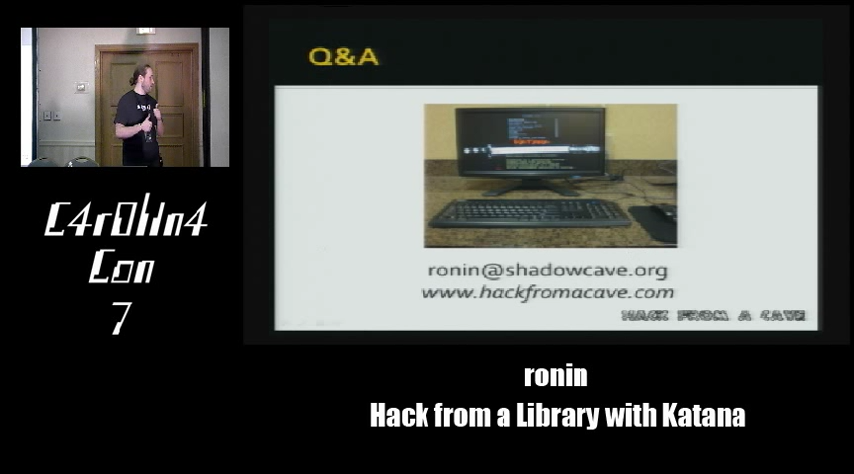 Q&A
ronin@shadowcave.org
www.hackfromacave.com
HACK FROM A CAVE
C4r0l1n4
Con
7
ronin
Hack from a Library with Katana